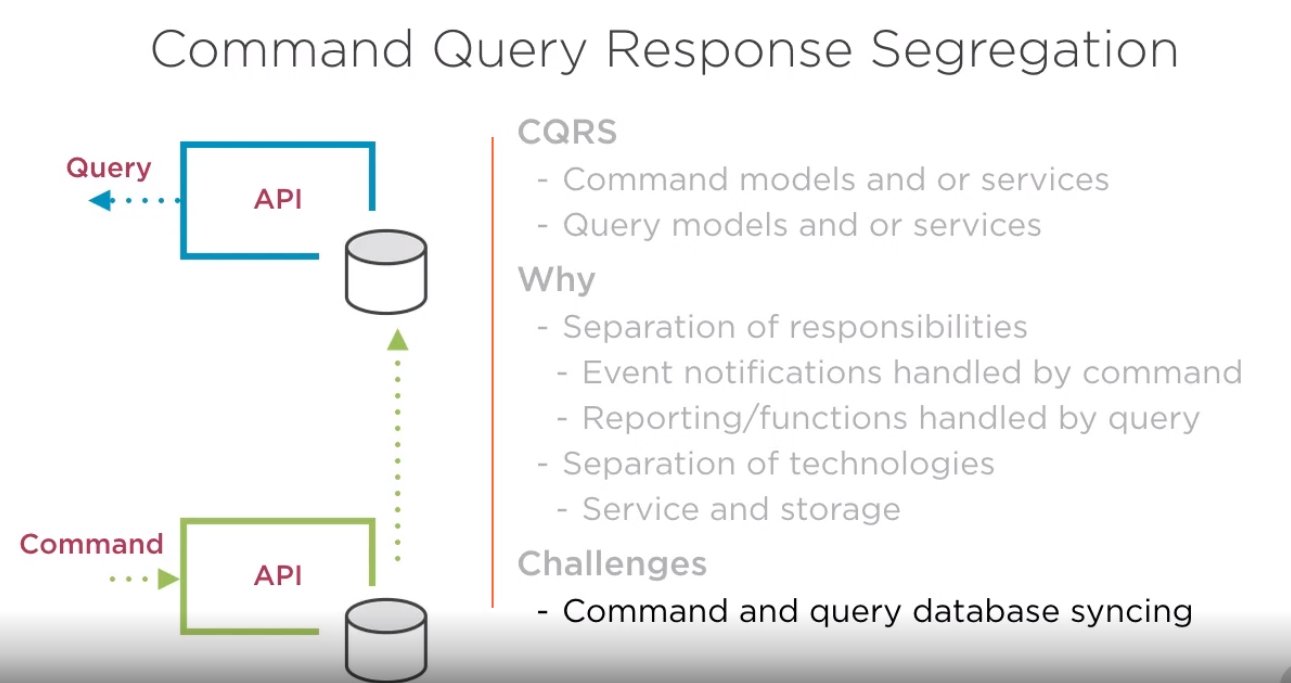 Command Query Response Segregation
Query
API
Command
API
CQRS
- Command models and or services
- Query models and or services
Why
- Separation of responsibilities
- Event notifications handled by command
- Reporting/functions handled by query
- Separation of technologies
- Service and storage
Challenges
- Command and query database syncing